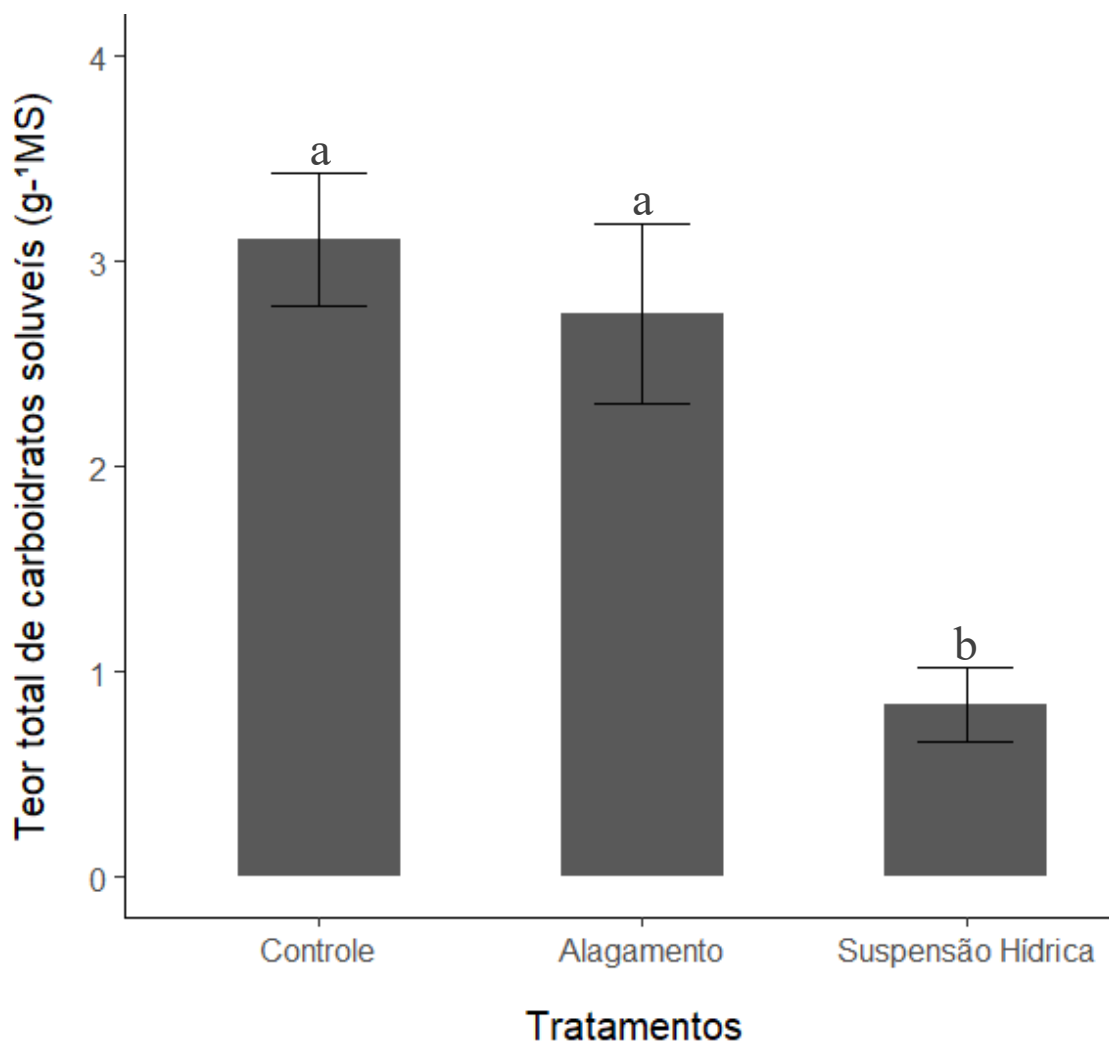 Teor total de carboidratos soluveís (g-¹MS)
4
3
2
1
0
a
a
b
Controle
Alagamento
Suspensão Hídrica
Tratamentos